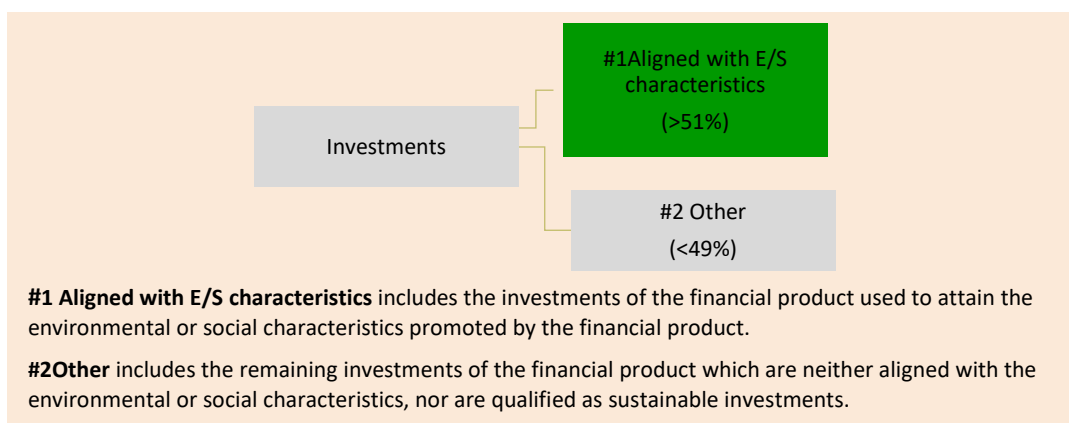 #1Aligned with E/S
characteristics
(>51%)
Investments
#2 Other
(<49%)
#1 Aligned with E/S characteristics includes the investments of the financial product used to attain the
environmental or social characteristics promoted by the financial product.
#2Other includes the remaining investments of the financial product which are neither aligned with the
environmental or social characteristics, nor are qualified as sustainable investments.